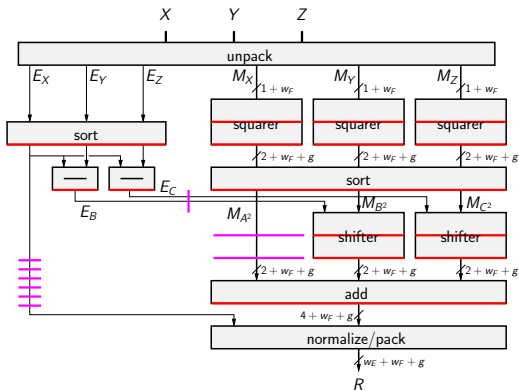 X Y Z
unpack
E_X E_Y E_Z M_X M_Y M_Z
1 + w_F 1 + w_F 1 + w_F
sort squarer squarer squarer
2 + w_F + g 2 + w_F + g 2 + w_F + g
sort
E_C
E_B M_{A^2} M_{B^2} M_{C^2}
shifter shifter
2 + w_F + g 2 + w_F + g 2 + w_F + g
add
4 + w_F + g
normalize/pack
w_E + w_F + g
R